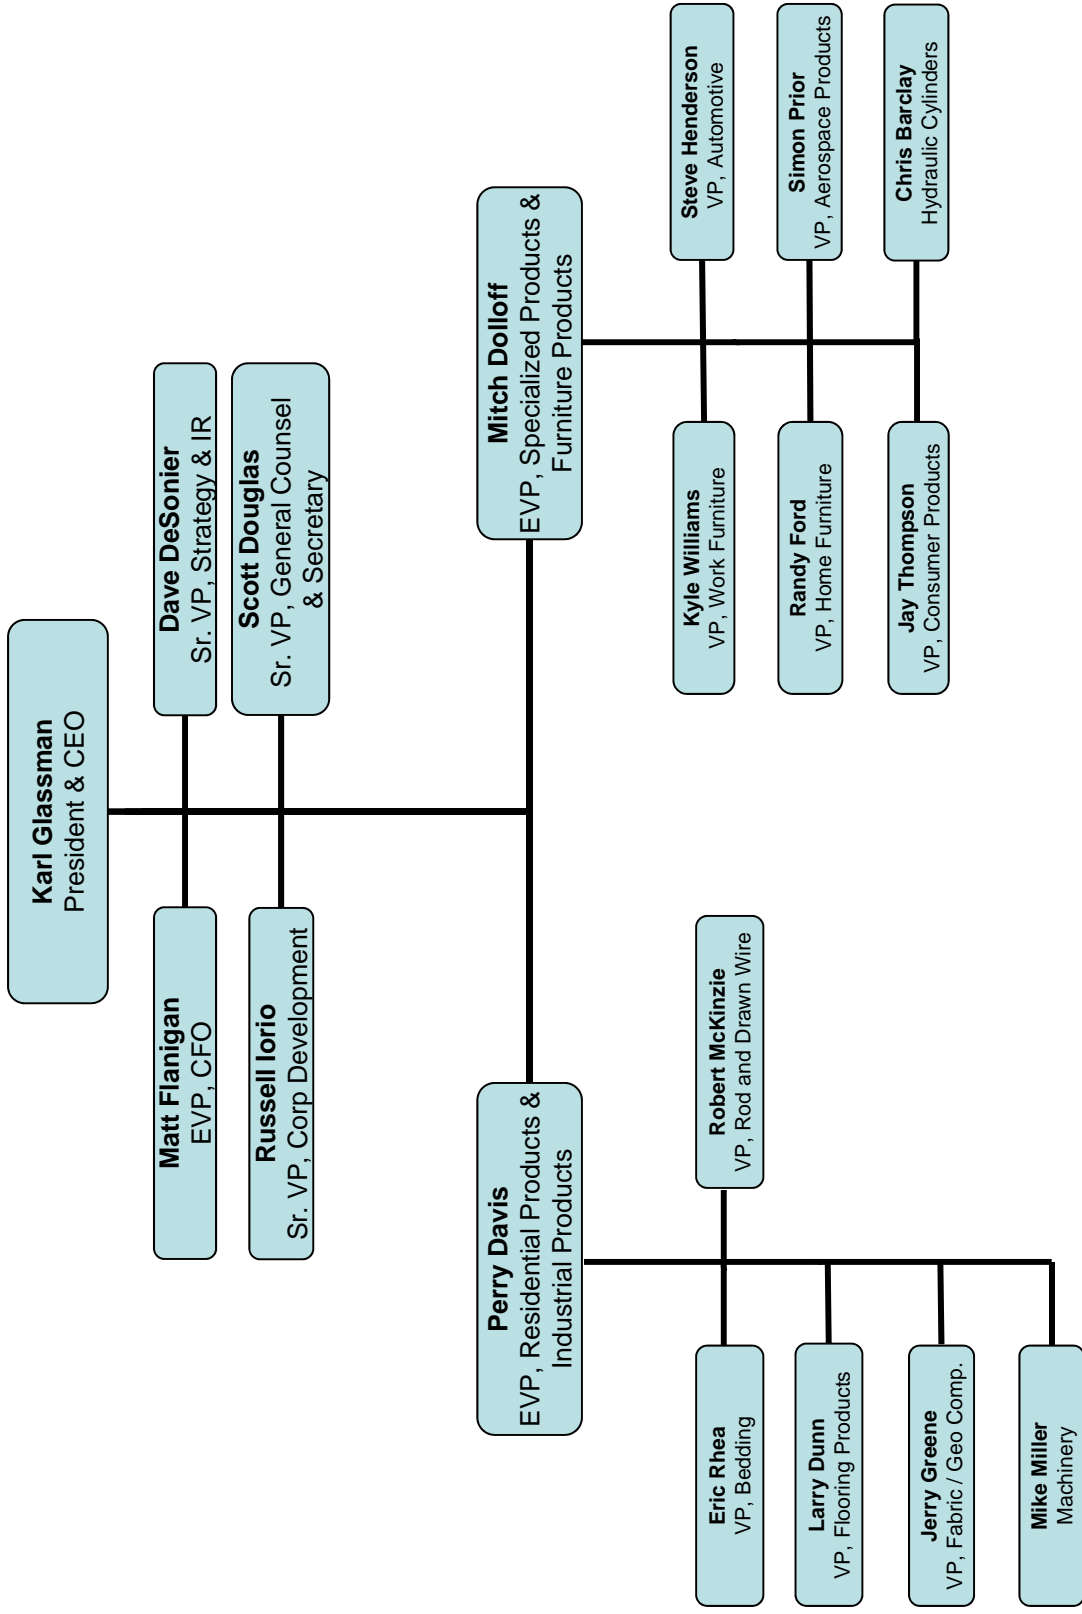 Karl Glassman
President & CEO
Matt Flanigan
EVP, CFO
Dave DeSonier
Sr. VP, Strategy & IR
Russell Iorio
Sr. VP, Corp Development
Scott Douglas
Sr. VP, General Counsel
& Secretary
Perry Davis
EVP, Residential Products &
Industrial Products
Mitch Dolloff
EVP, Specialized Products &
Furniture Products
Eric Rhea
VP, Bedding
Robert McKinzie
VP, Rod and Drawn Wire
Larry Dunn
VP, Flooring Products
Jerry Greene
VP, Fabric / Geo Comp.
Mike Miller
Machinery
Kyle Williams
VP, Work Furniture
Steve Henderson
VP, Automotive
Randy Ford
VP, Home Furniture
Simon Prior
VP, Aerospace Products
Jay Thompson
VP, Consumer Products
Chris Barclay
Hydraulic Cylinders